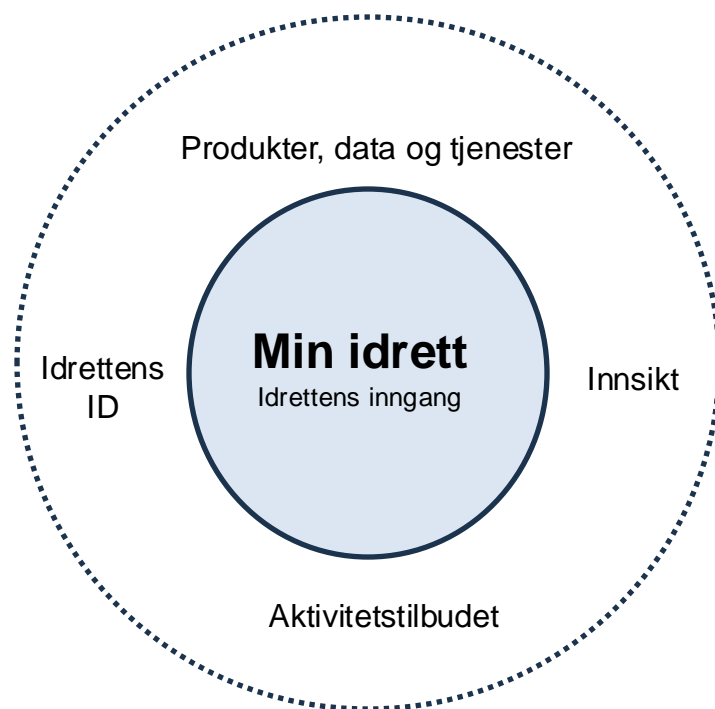 Produkter, data og tjenester
Min idrett
Idrettens inngang
Idrettens
ID
Innsikt
Aktivitetstilbudet